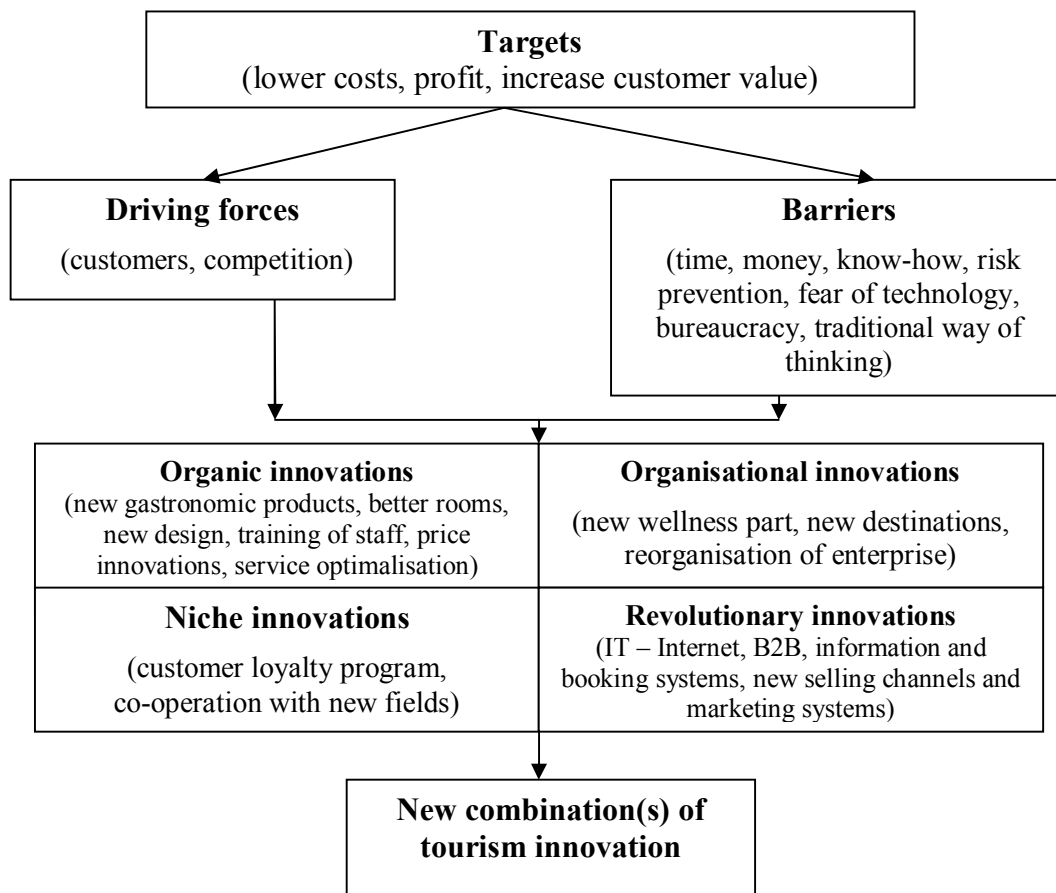 Targets
(lower costs, profit, increase customer value)
Driving forces
(customers, competition)
Barriers
(time, money, know-how, risk
prevention, fear of technology,
bureaucracy, traditional way of
thinking)
Organic innovations
(new gastronomic products, better rooms,
new design, training of staff, price
innovations, service optimalisation)
Organisational innovations
(new wellness part, new destinations,
reorganisation of enterprise)
Niche innovations
(customer loyalty program,
co-operation with new fields)
Revolutionary innovations
(IT – Internet, B2B, information and
booking systems, new selling channels and
marketing systems)
New combination(s) of
tourism innovation